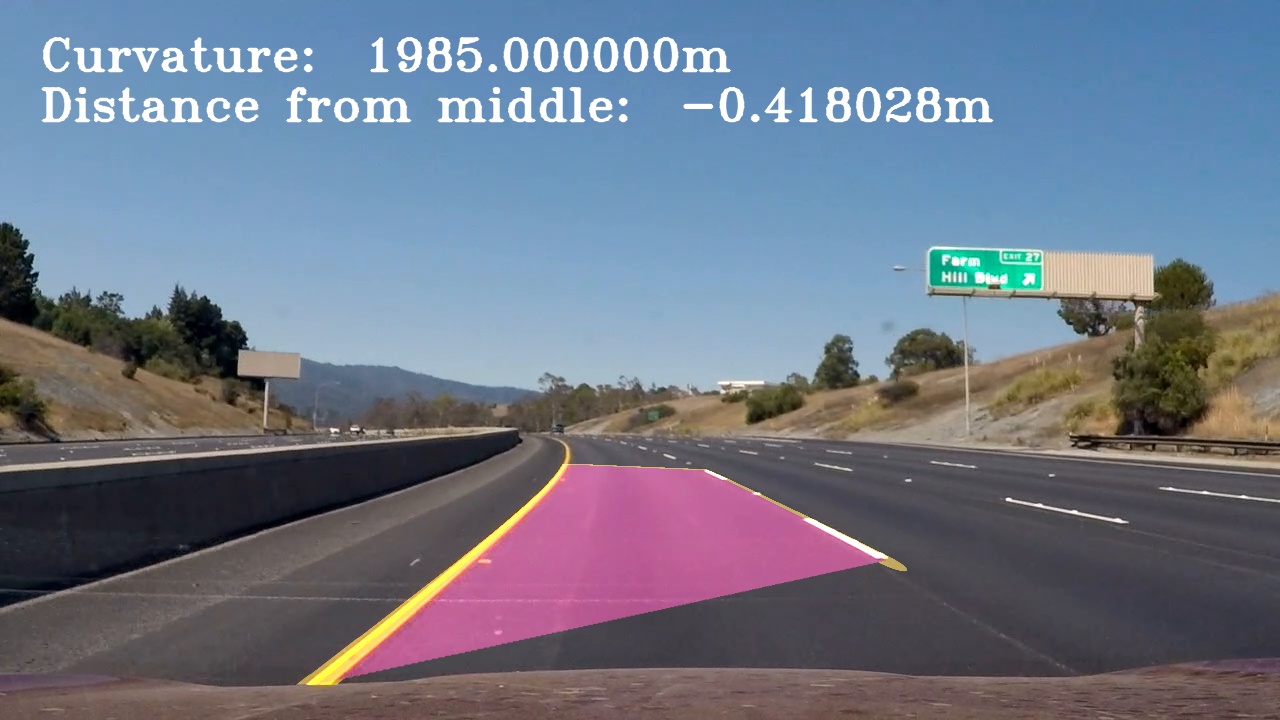 Curvature: 1985.000000m
Distance from middle: -0.418028m
EXIT 27
Farm
Hill Blvd